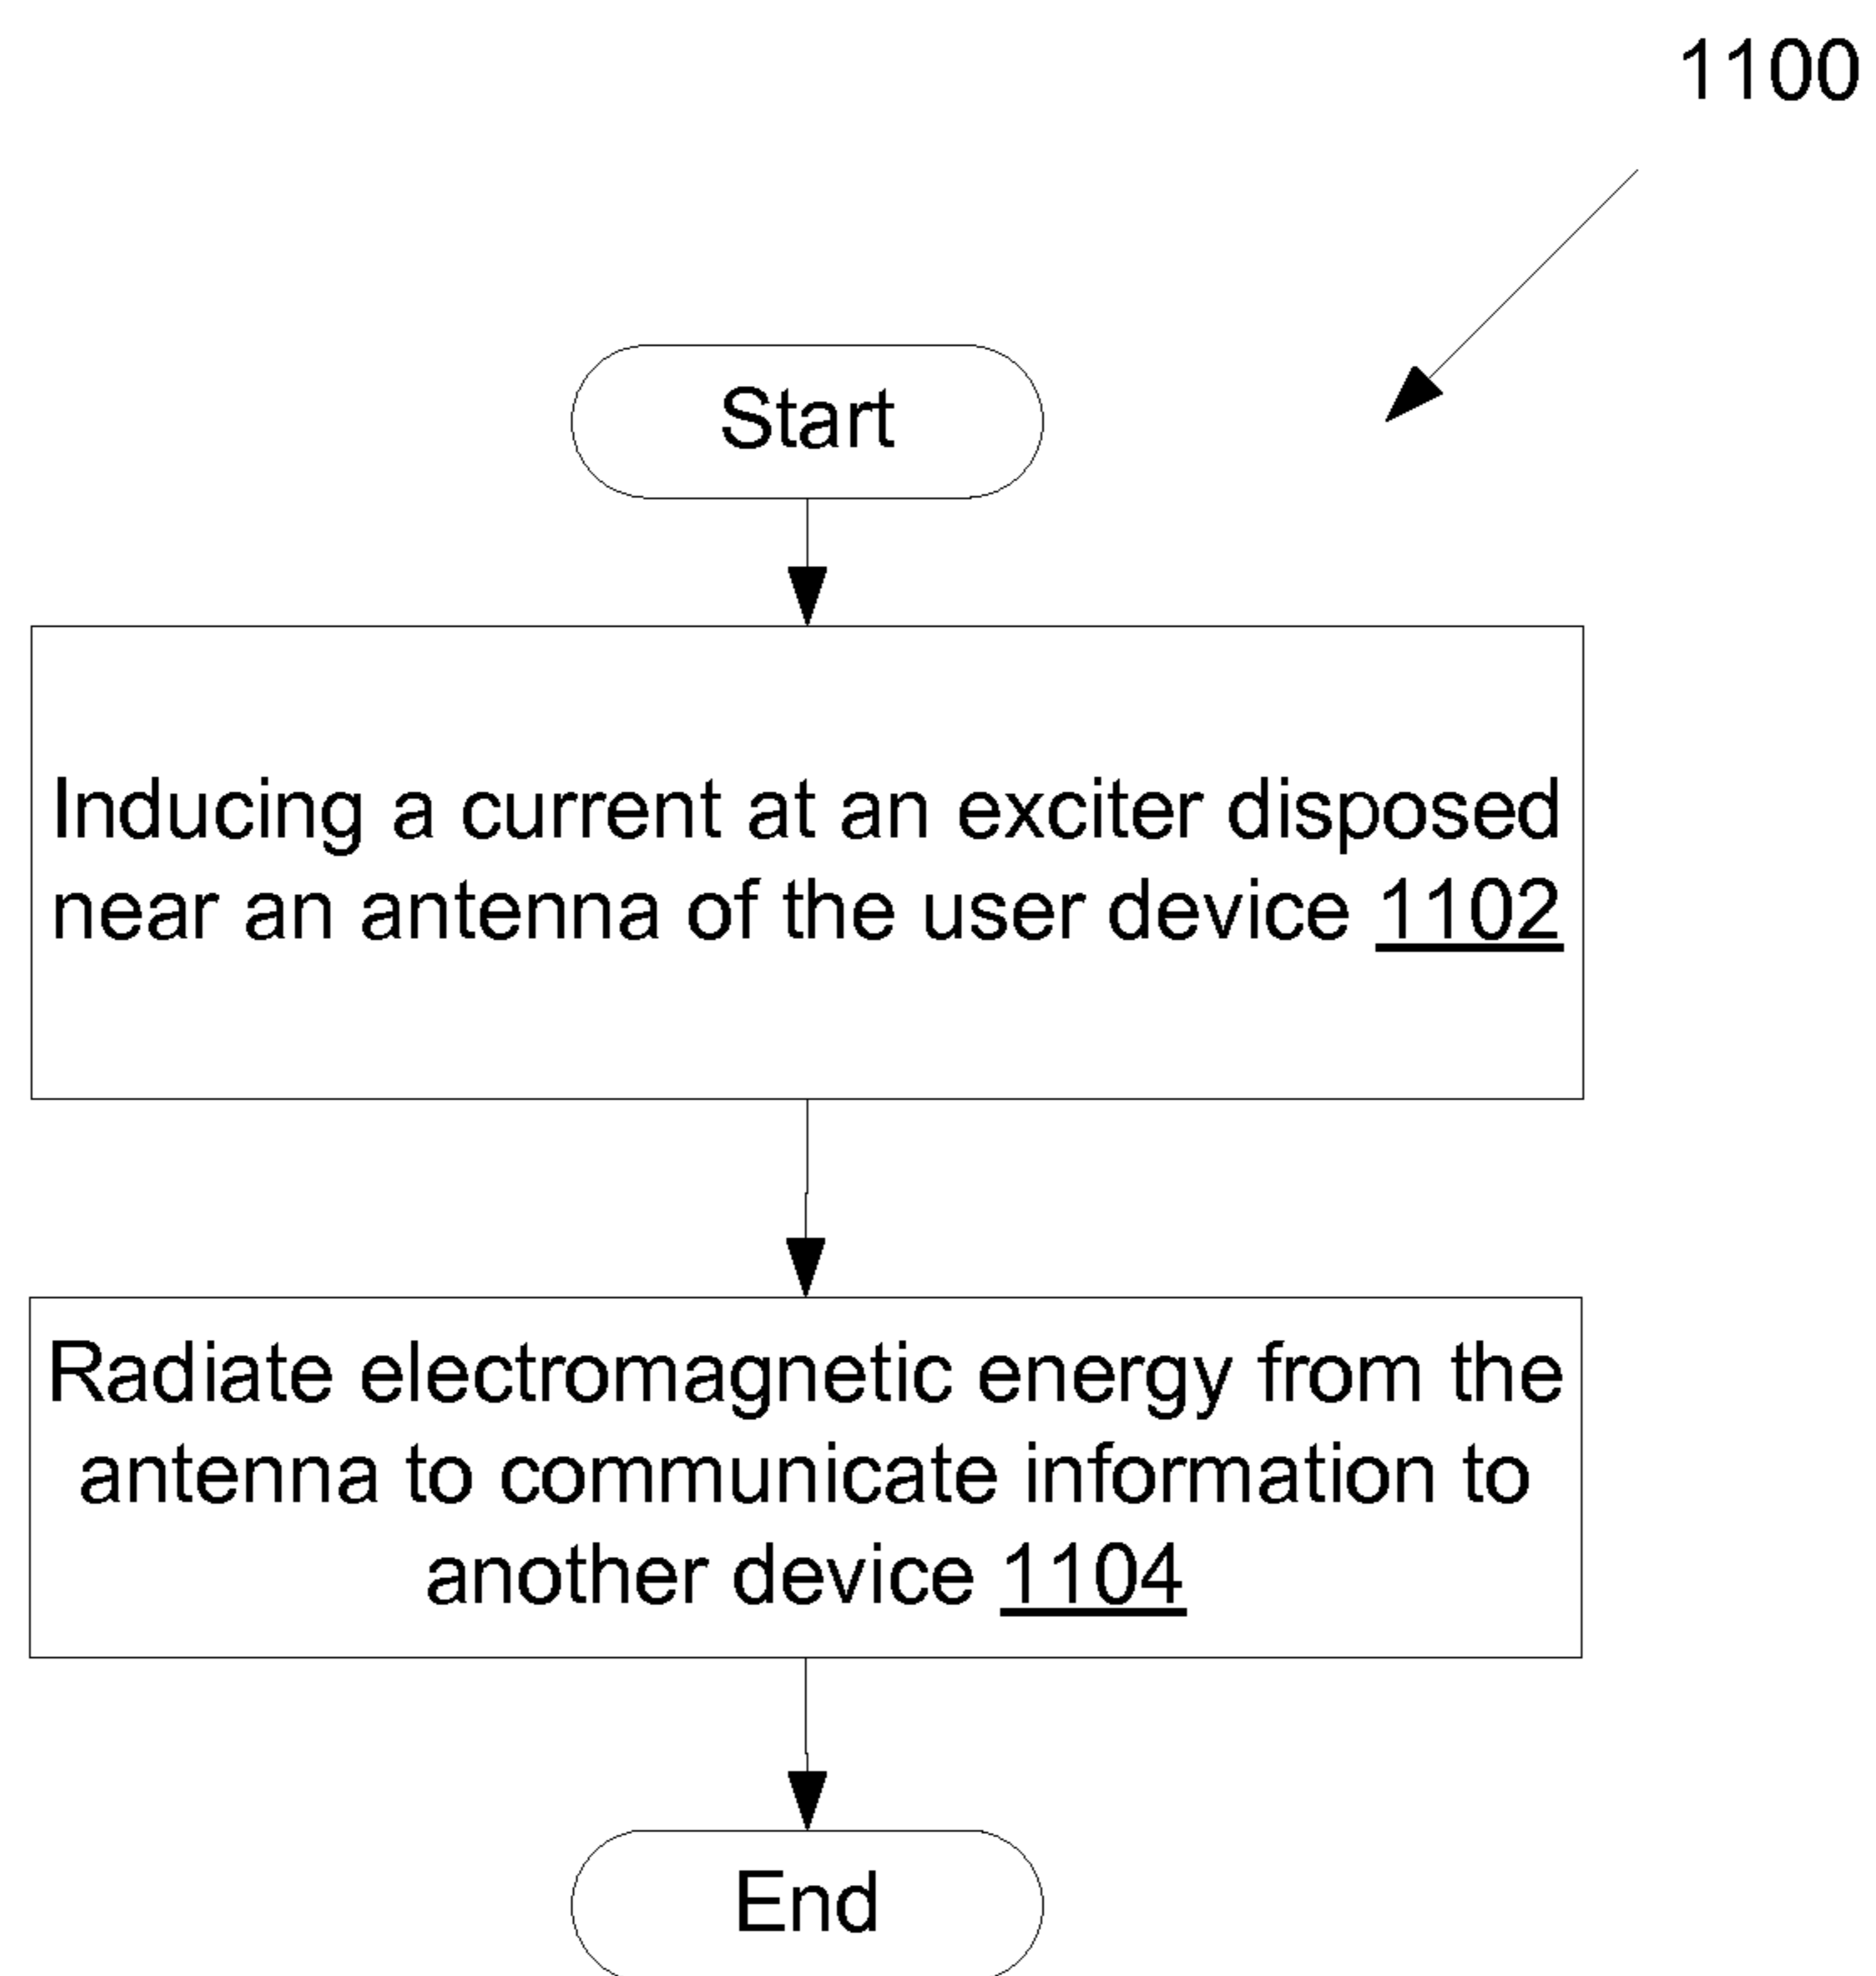 1100
Start
Inducing a current at an exciter disposed
near an antenna of the user device 1102
Radiate electromagnetic energy from the
antenna to communicate information to
another device 1104
End